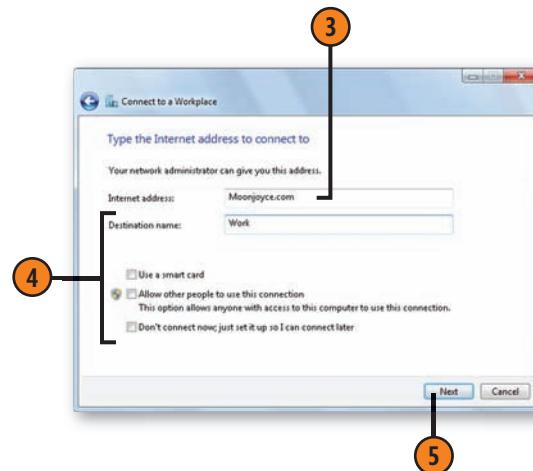 3
Connect to a Workplace
Type the Internet address to connect to
Your network administrator can give you this address.
Internet address: Moonjoyce.com
Destination name: Work
4
Use a smart card
Allow other people to use this connection
This option allows anyone with access to this computer to use this connection.
Don't connect now; just set it up so I can connect later
Next Cancel
5